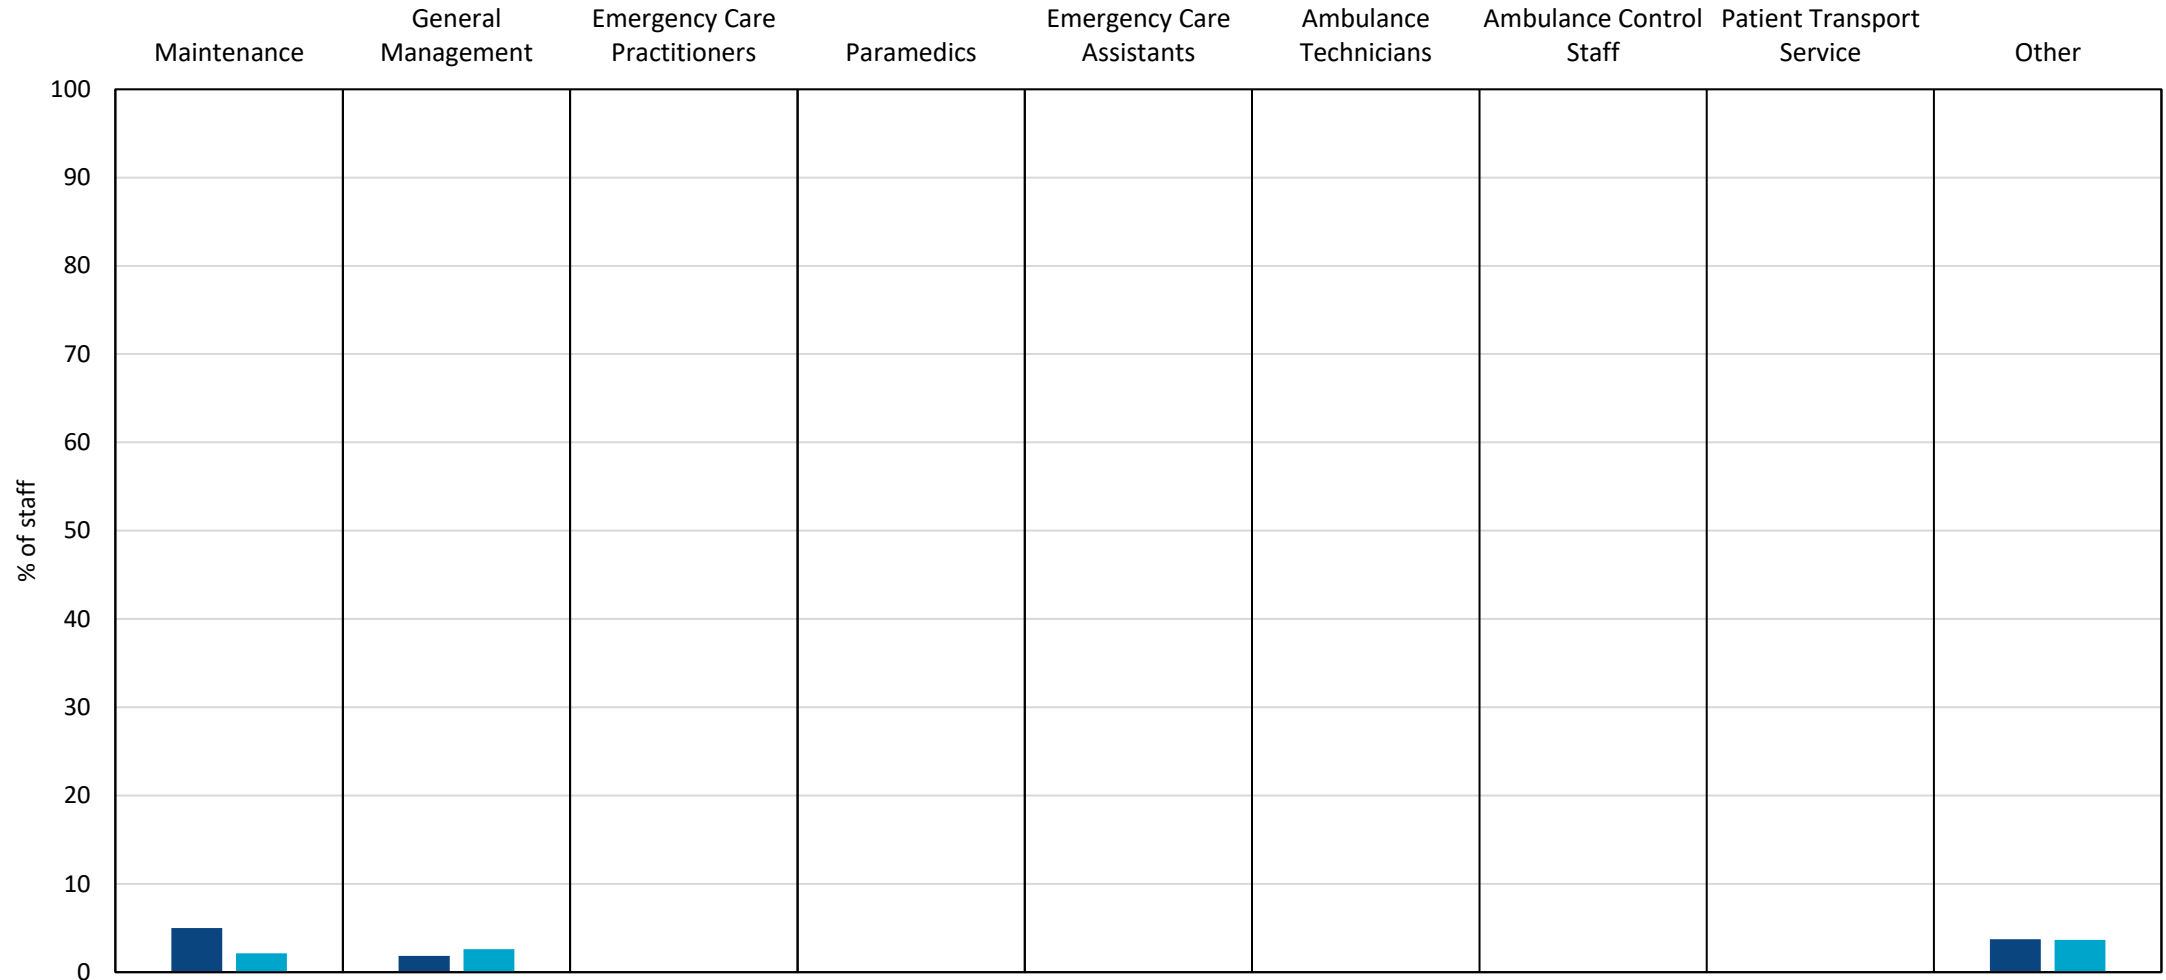 Maintenance
General
Management
Emergency Care
Practitioners
Paramedics
Emergency Care
Assistants
Ambulance
Technicians
Ambulance Control
Staff
Patient Transport
Service
Other
100
90
80
70
60
50
40
30
20
10
0
% of staff